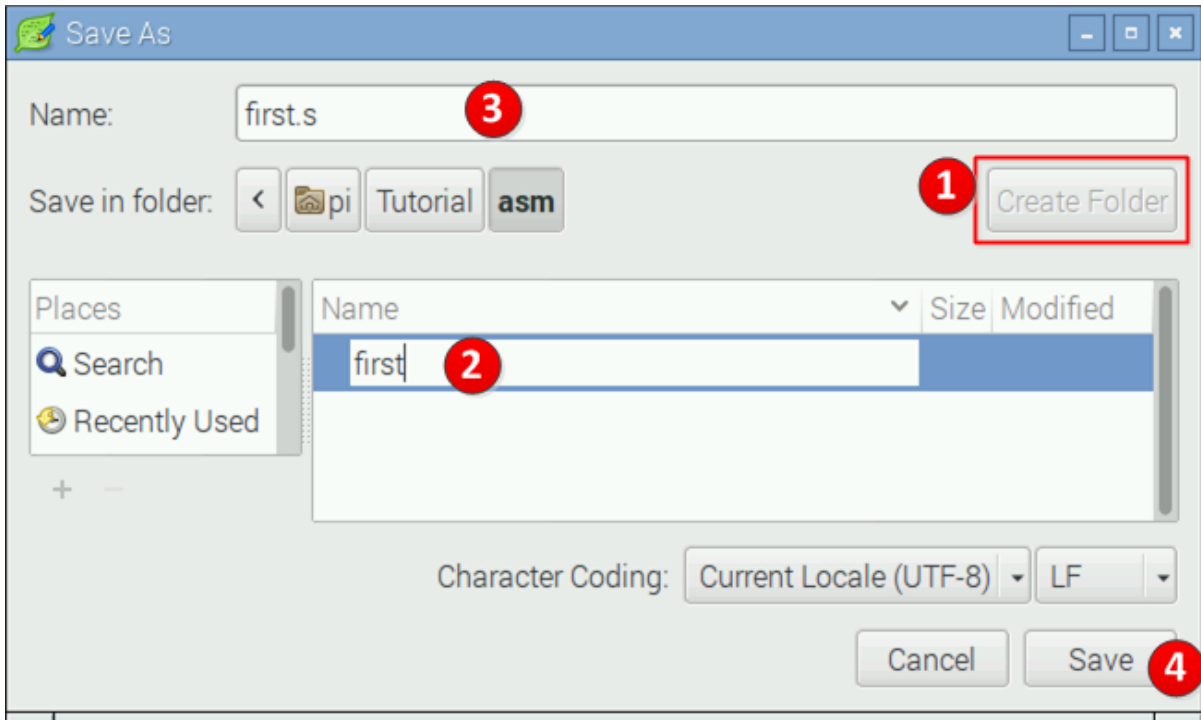 Save As
Name: first.s 3
Save in folder: < pi Tutorial asm 1 Create Folder
Places Name Size Modified
Search first 2
Recently Used
+ −
Character Coding: Current Locale (UTF-8) LF
Cancel Save 4